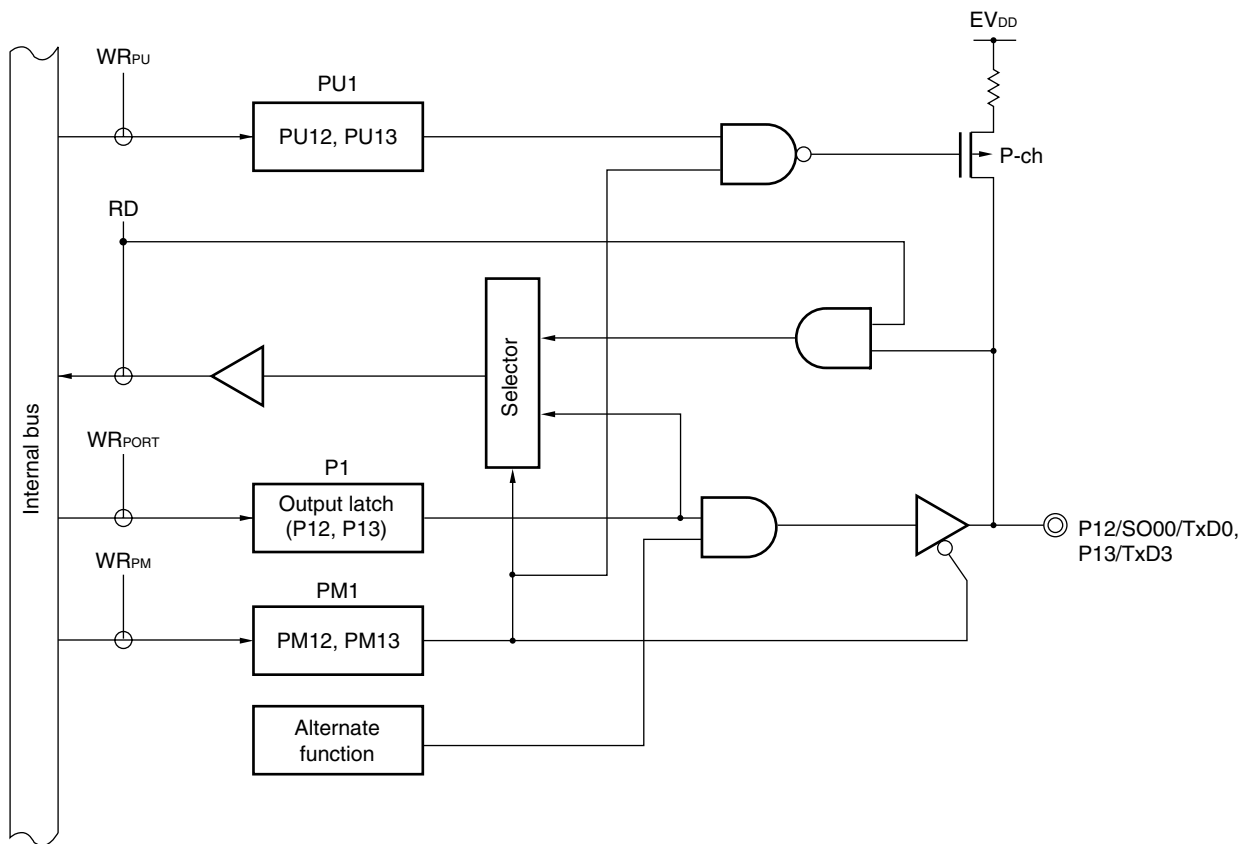 EVDD
WRPU
PU1
PU12, PU13
P-ch
RD
Selector
Internal bus
WRPORT
P1
Output latch
(P12, P13)
P12/SO00/TxD0,
P13/TxD3
WRPM
PM1
PM12, PM13
Alternate
function